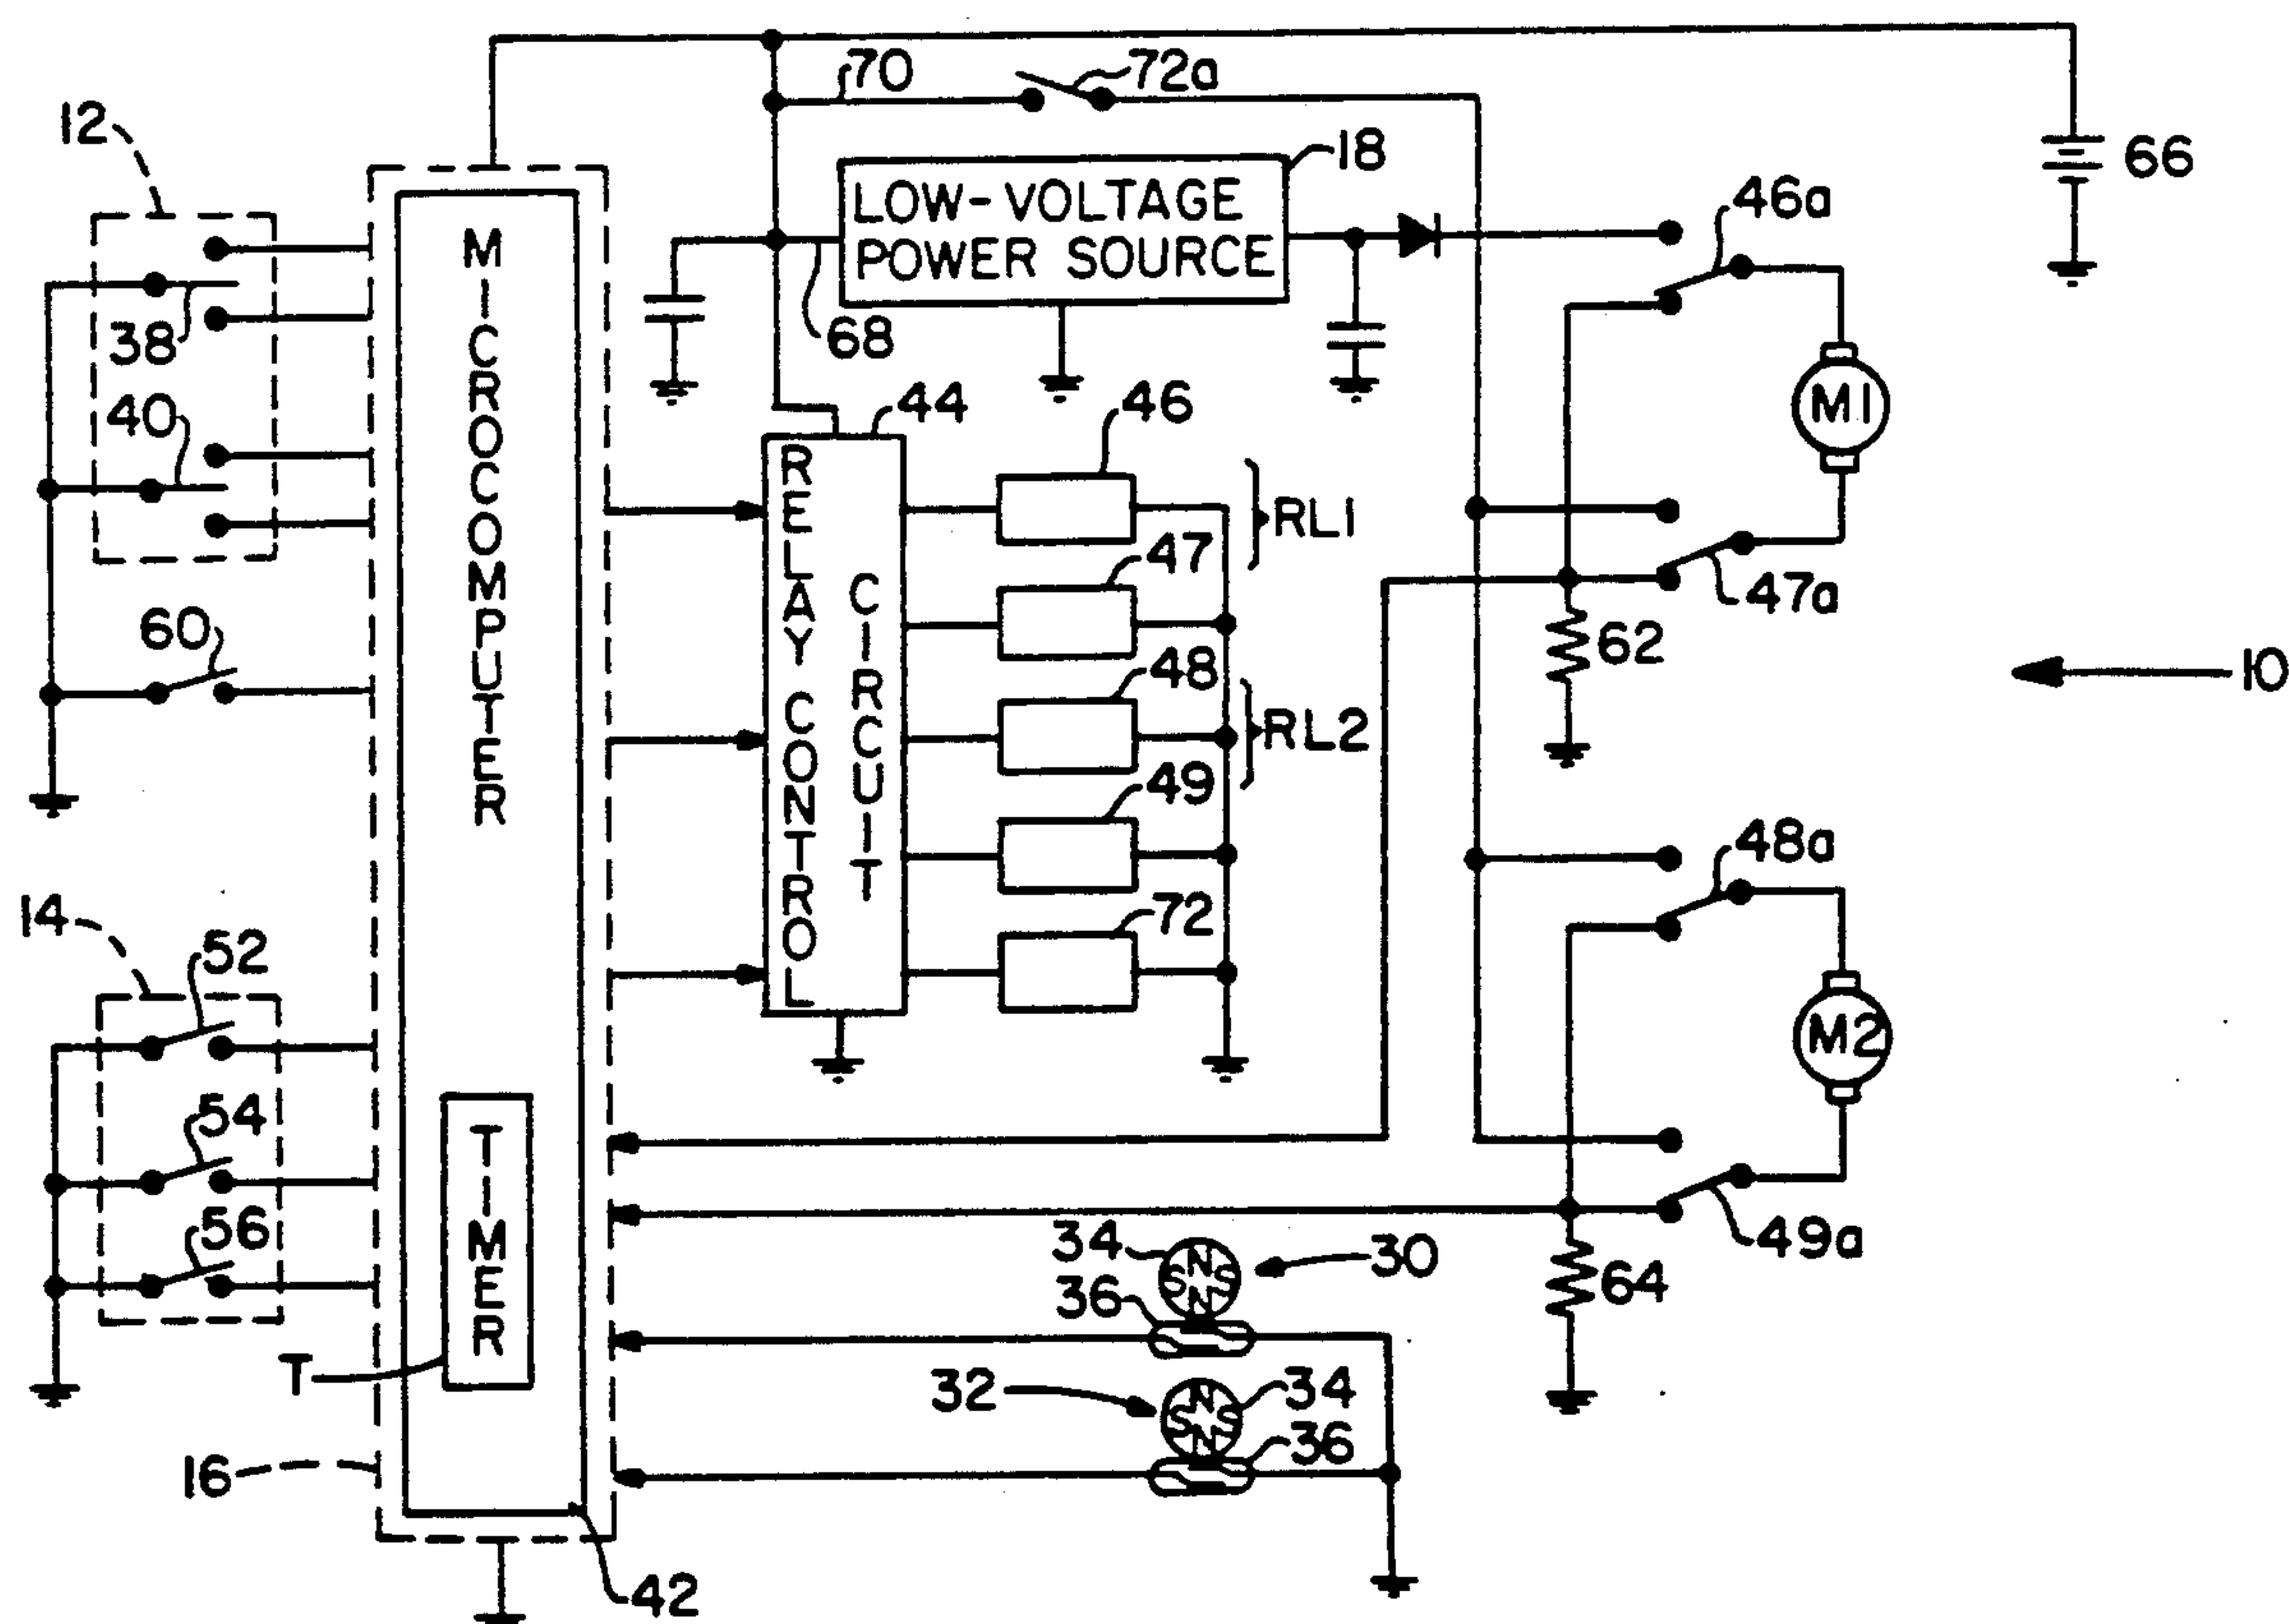 70
72a
12
18
66
LOW-VOLTAGE
POWER SOURCE
46a
38
68
M1
40
44
46
RL1
MICROCOMPUTER
RELAY CONTROL
CIRCUIT
47
47a
60
62
48
10
RL2
49
48a
14
52
72
M2
54
TIMER
56
34
N
S S
N
30
49a
36
64
T
32
N
S S
N
34
36
16
42